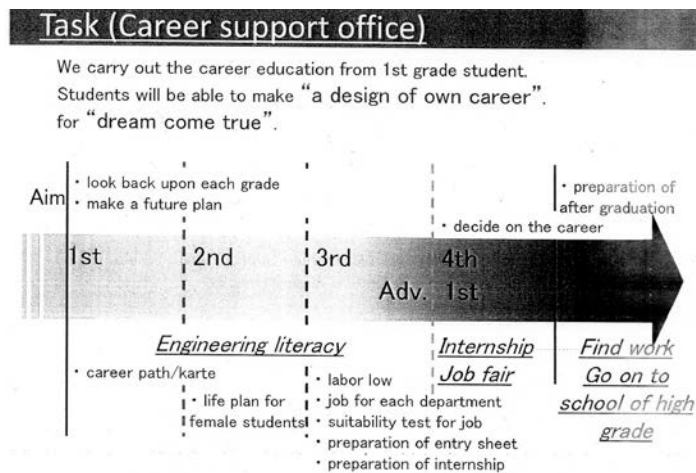 Task (Career support office)
We carry out the career education from 1st grade student.
Students will be able to make "a design of own career".
for "dream come true".
Aim
・look back upon each grade
・make a future plan
・decide on the career
・preparation of
after graduation
1st
2nd
3rd
4th
Adv. 1st
Engineering literacy
Internship
Job fair
Find work
Go on to
school of high
grade
・career path/karte
・life plan for
female students
・labor low
・job for each department
・suitability test for job
・preparation of entry sheet
・preparation of internship